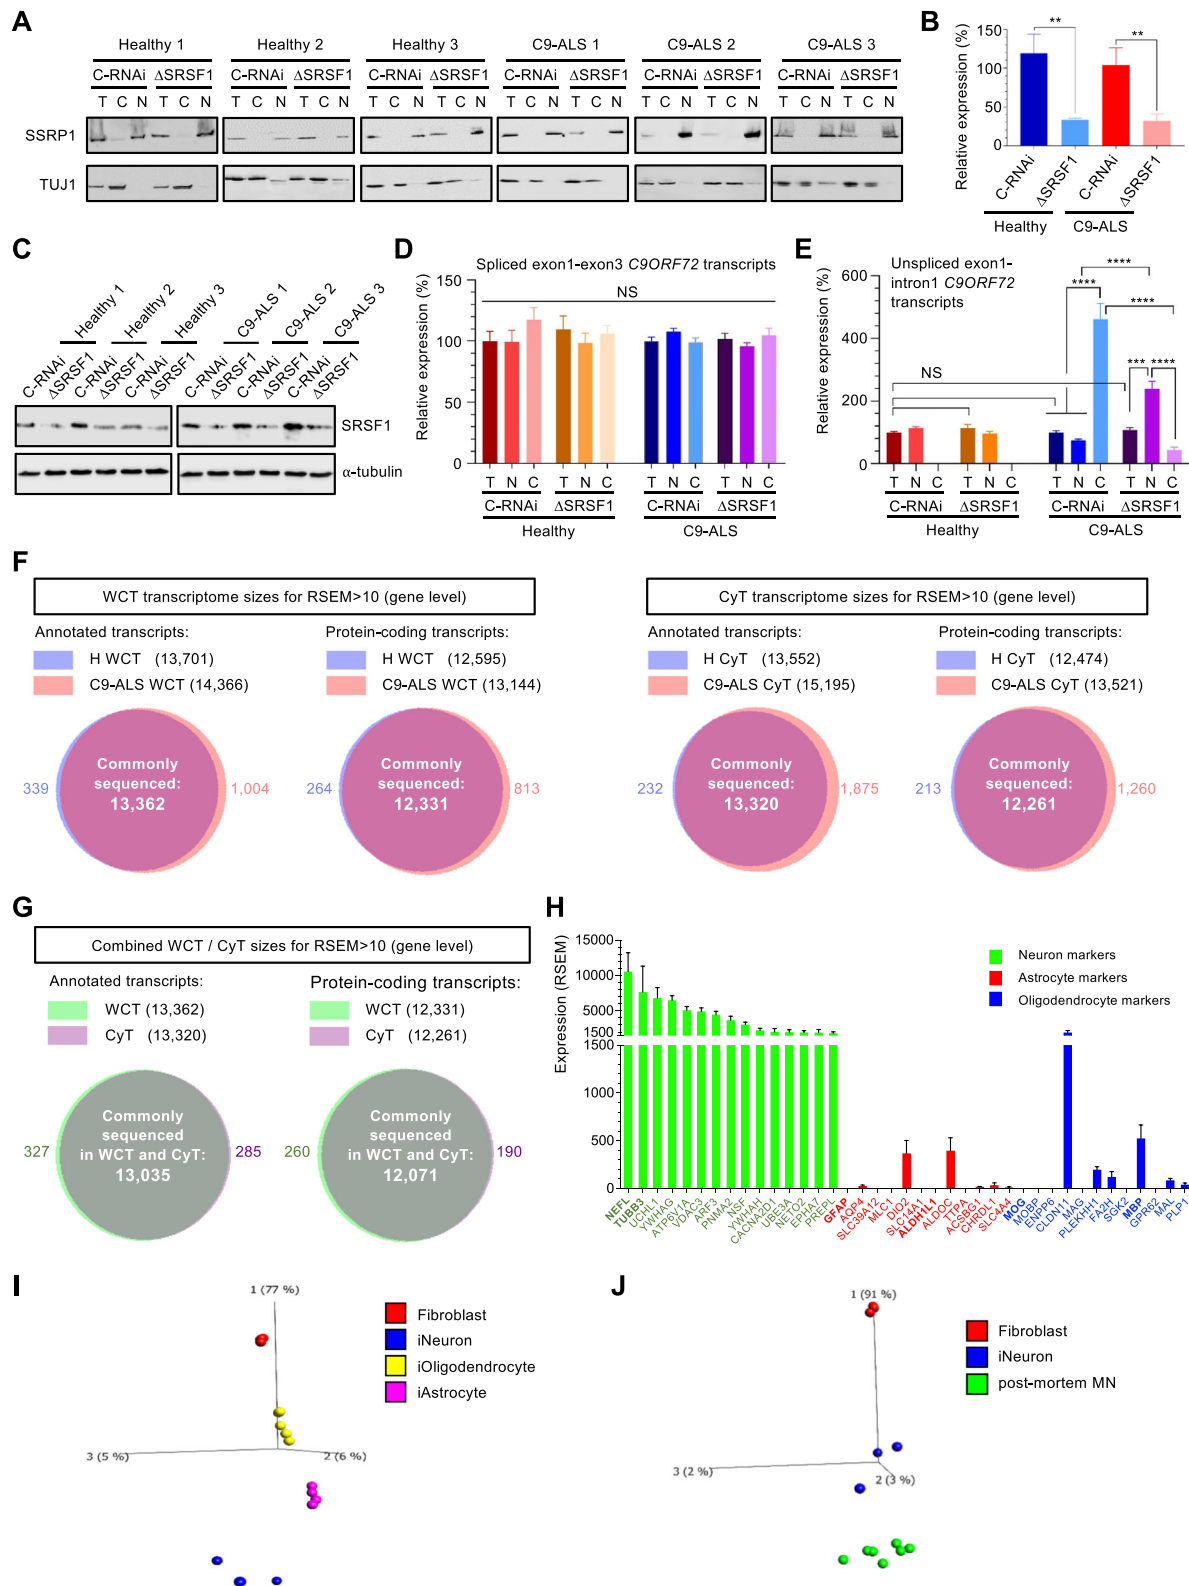 A
Healthy 1 Healthy 2 Healthy 3 C9-ALS 1 C9-ALS 2 C9-ALS 3
C-RNAi ΔSRSF1 C-RNAi ΔSRSF1 C-RNAi ΔSRSF1 C-RNAi ΔSRSF1 C-RNAi ΔSRSF1 C-RNAi ΔSRSF1
T C N T C N T C N T C N T C N T C N T C N T C N T C N T C N T C N T C N
SSRP1
TUJ1
B
Relative expression (%)
150
100
50
0
** **
C-RNAi ΔSRSF1 C-RNAi ΔSRSF1
Healthy C9-ALS
C
Healthy 1 Healthy 2 Healthy 3 C9-ALS 1 C9-ALS 2 C9-ALS 3
C-RNAi ΔSRSF1 C-RNAi ΔSRSF1 C-RNAi ΔSRSF1 C-RNAi ΔSRSF1 C-RNAi ΔSRSF1 C-RNAi ΔSRSF1
SRSF1
α-tubulin
D
Spliced exon1-exon3 C9ORF72 transcripts
Relative expression (%)
150
100
50
0
NS
T N C T N C T N C T N C
C-RNAi ΔSRSF1 C-RNAi ΔSRSF1
Healthy C9-ALS
E
Unspliced exon1-
intron1 C9ORF72
transcripts
Relative expression (%)
600
400
200
100
0
NS
**** **** **** *** ****
T N C T N C T N C T N C
C-RNAi ΔSRSF1 C-RNAi ΔSRSF1
Healthy C9-ALS
F
WCT transcriptome sizes for RSEM>10 (gene level)
Annotated transcripts: Protein-coding transcripts:
H WCT (13,701) H WCT (12,595)
C9-ALS WCT (14,366) C9-ALS WCT (13,144)
339 Commonly sequenced: 13,362 1,004
264 Commonly sequenced: 12,331 813
CyT transcriptome sizes for RSEM>10 (gene level)
Annotated transcripts: Protein-coding transcripts:
H CyT (13,552) H CyT (12,474)
C9-ALS CyT (15,195) C9-ALS CyT (13,521)
232 Commonly sequenced: 13,320 1,875
213 Commonly sequenced: 12,261 1,260
G
Combined WCT / CyT sizes for RSEM>10 (gene level)
Annotated transcripts: Protein-coding transcripts:
WCT (13,362) WCT (12,331)
CyT (13,320) CyT (12,261)
327 Commonly sequenced in WCT and CyT: 13,035 285
260 Commonly sequenced in WCT and CyT: 12,071 190
H
Expression (RSEM)
15000
10000
5000
1500
1500
1000
500
0
Neuron markers
Astrocyte markers
Oligodendrocyte markers
NEFL TUBB3 UCHL1 YWHAG ATP6V1A VDAC3 ARF3 PNMA2 NSF YWHAH CACNA2D1 UBE3A NETO2 EPHA7 PREPL GFAP AQP4 SLC39A12 MLC1 DIO2 SLC14A1 ALDH1L1 ALDOC TTPA ACSBG1 CHRDL1 SLC4A4 MOG MOBP ENPP6 CLDN11 MAG PLEKHH1 FA2H SGK2 MBP GPR62 MAL PLP1
I
1 (77 %)
2 (6 %)
3 (5 %)
Fibroblast
iNeuron
iOligodendrocyte
iAstrocyte
J
1 (91 %)
2 (3 %)
3 (2 %)
Fibroblast
iNeuron
post-mortem MN